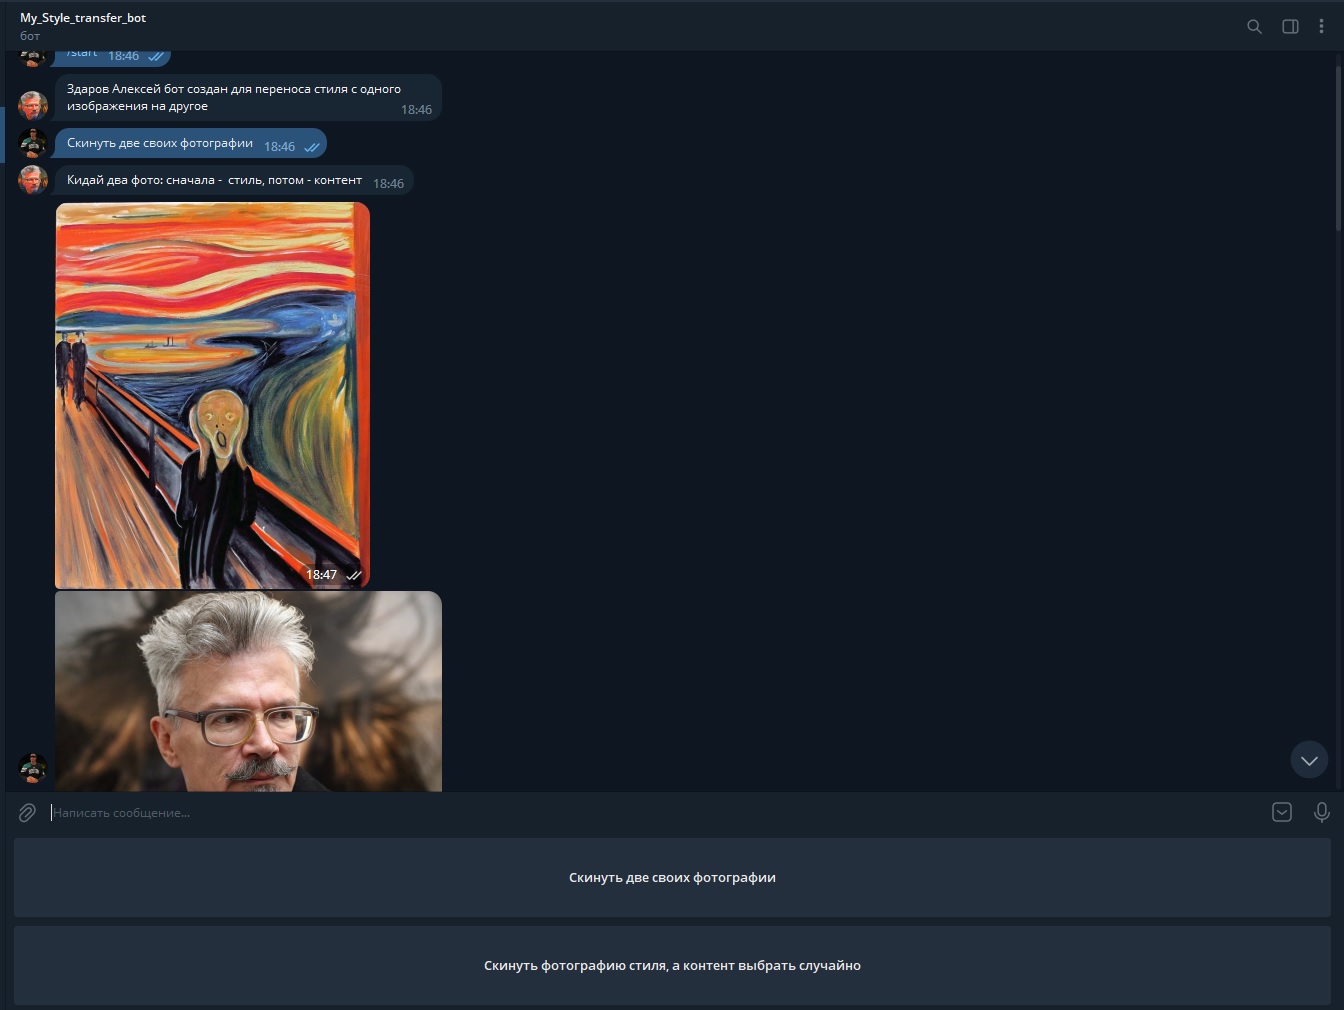 My_Style_transfer_bot
бот
/start 18:46
Здаров Алексей бот создан для переноса стиля с одного
изображения на другое 18:46
Скинуть две своих фотографии 18:46
Кидай два фото: сначала -  стиль, потом - контент 18:46
18:47
Написать сообщение...
Скинуть две своих фотографии
Скинуть фотографию стиля, а контент выбрать случайно